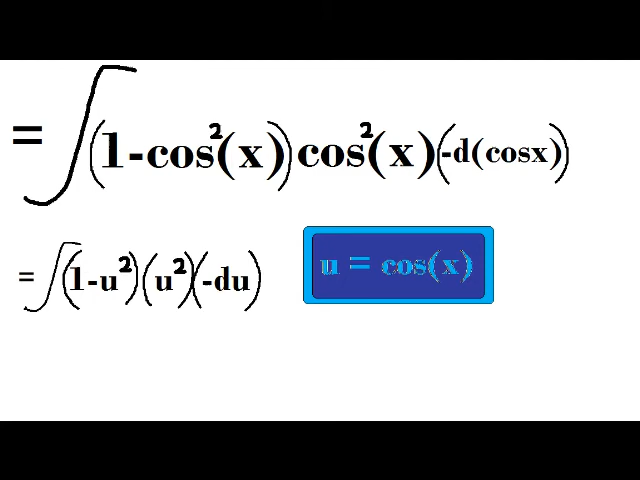 = ∫(1-cos²(x))cos²(x)(-d(cosx))
= ∫(1-u²)(u²)(-du)
u = cos(x)